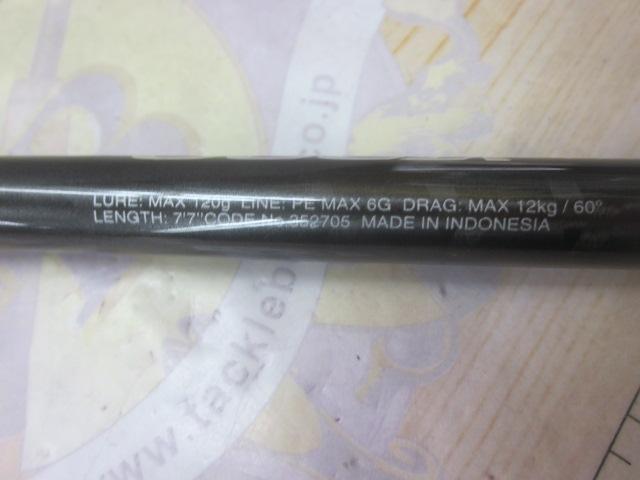 LURE: MAX 120g LINE: PE MAX 6G DRAG: MAX 12kg / 60°
LENGTH: 7'7" CODE No.352705 MADE IN INDONESIA
www.tackleb
co.jp